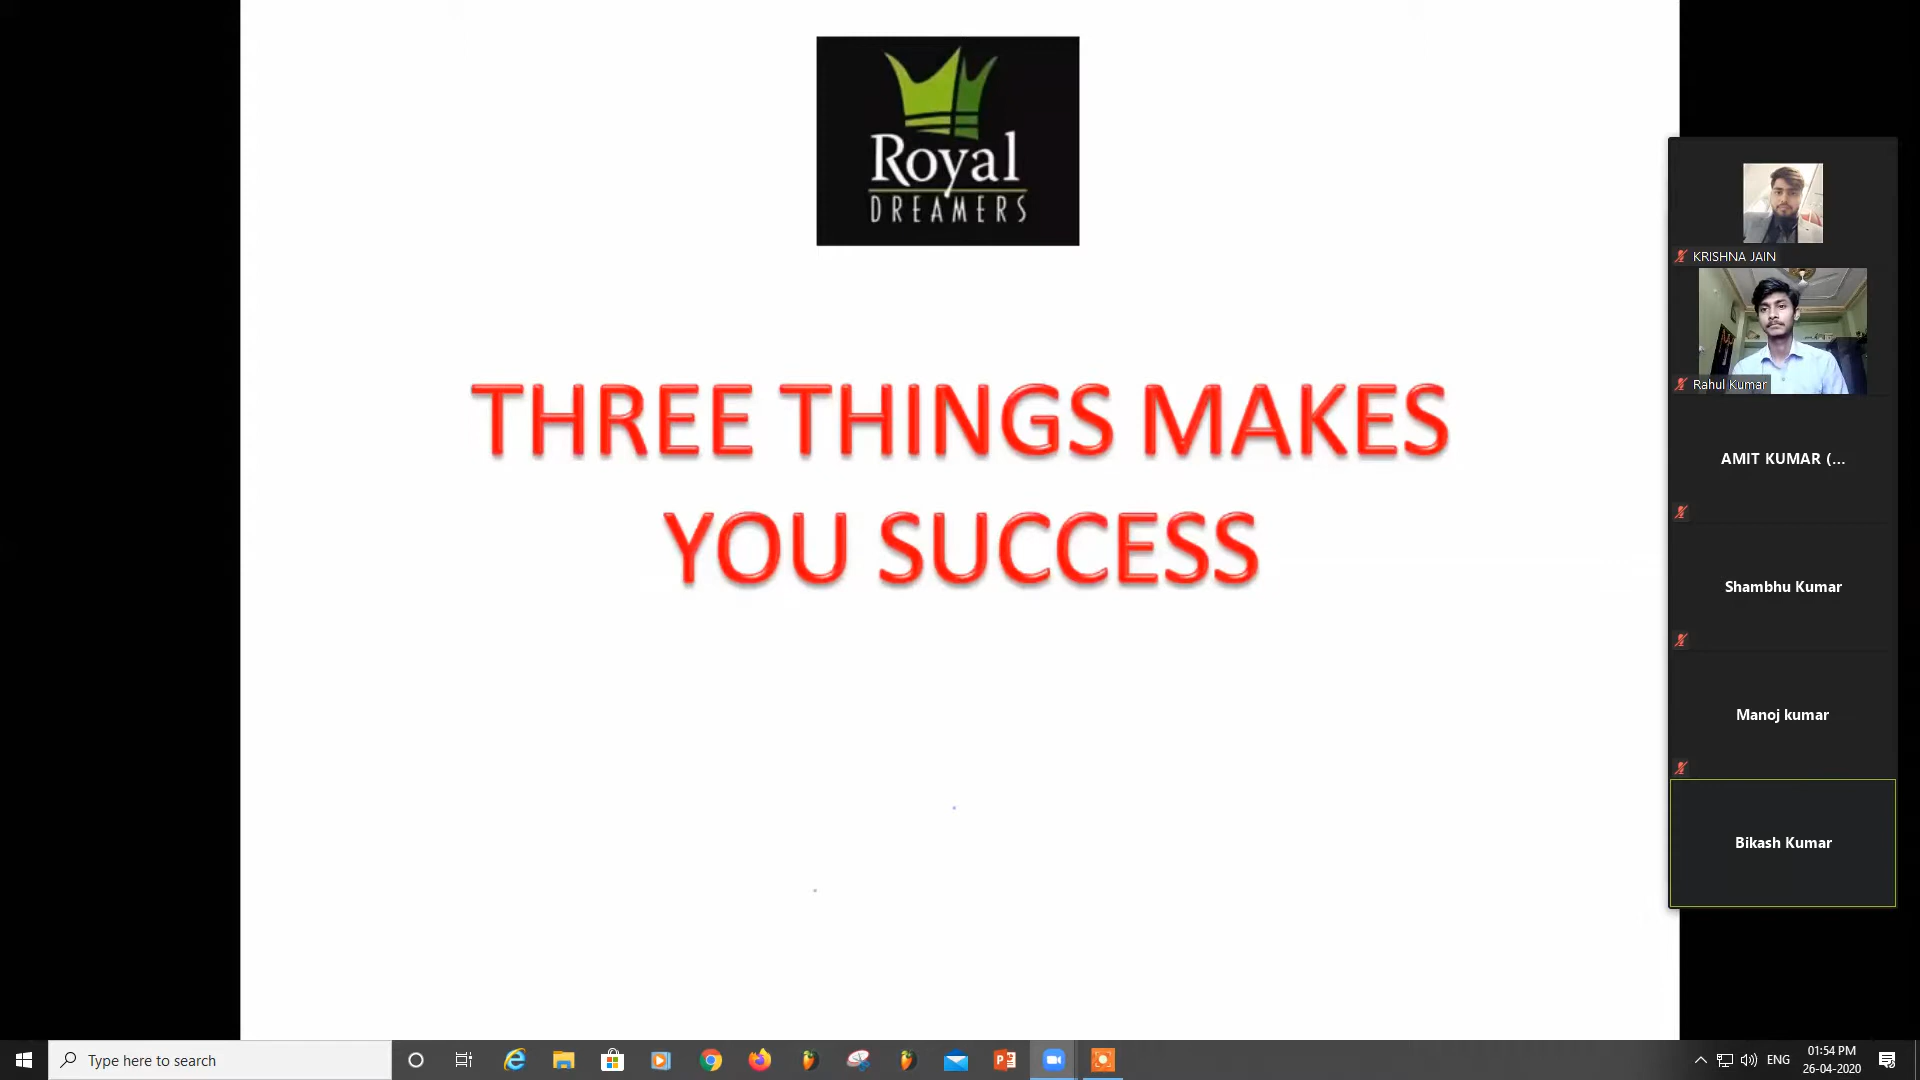 Royal
DREAMERS
THREE THINGS MAKES
YOU SUCCESS
KRISHNA JAIN
Rahul Kumar
AMIT KUMAR (...
Shambhu Kumar
Manoj kumar
Bikash Kumar
Type here to search
ENG
01:54 PM
26-04-2020